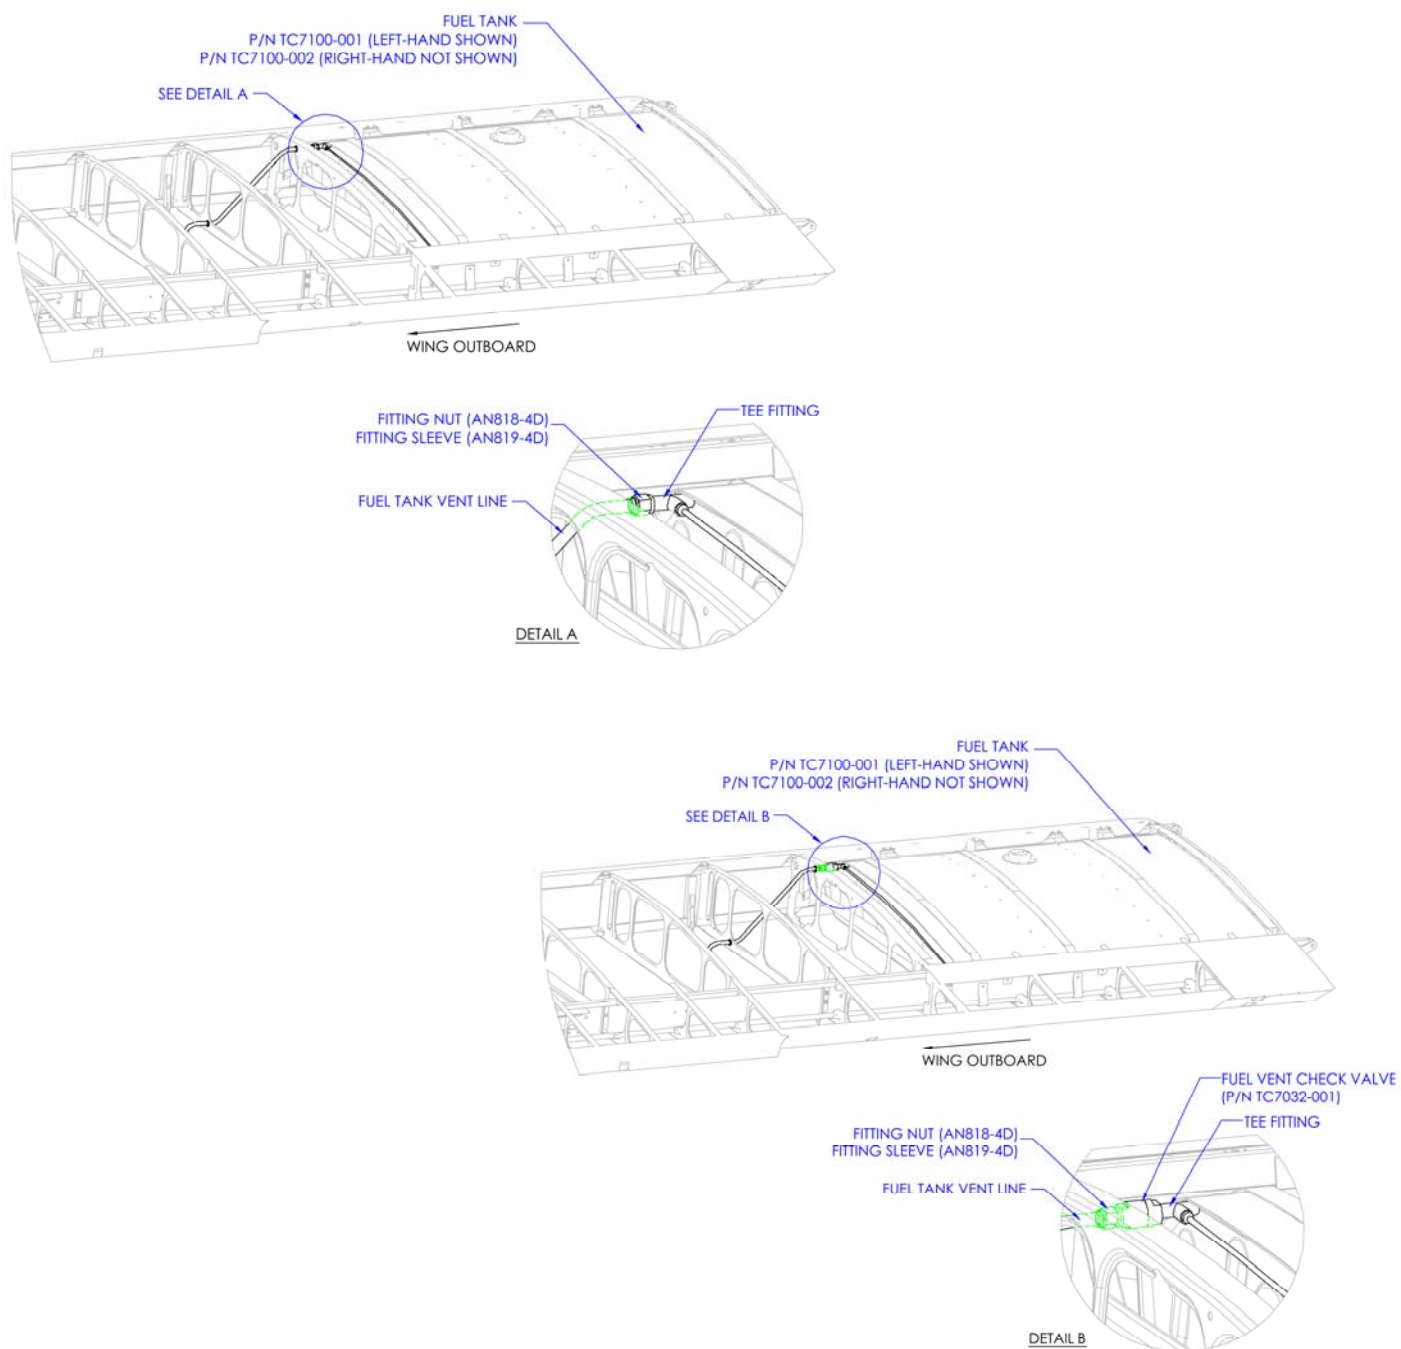 FUEL TANK
P/N TC7100-001 (LEFT-HAND SHOWN)
P/N TC7100-002 (RIGHT-HAND NOT SHOWN)
SEE DETAIL A
WING OUTBOARD
FITTING NUT (AN818-4D)
FITTING SLEEVE (AN819-4D)
TEE FITTING
FUEL TANK VENT LINE
DETAIL A
FUEL TANK
P/N TC7100-001 (LEFT-HAND SHOWN)
P/N TC7100-002 (RIGHT-HAND NOT SHOWN)
SEE DETAIL B
WING OUTBOARD
FUEL VENT CHECK VALVE
(P/N TC7032-001)
TEE FITTING
FITTING NUT (AN818-4D)
FITTING SLEEVE (AN819-4D)
FUEL TANK VENT LINE
DETAIL B